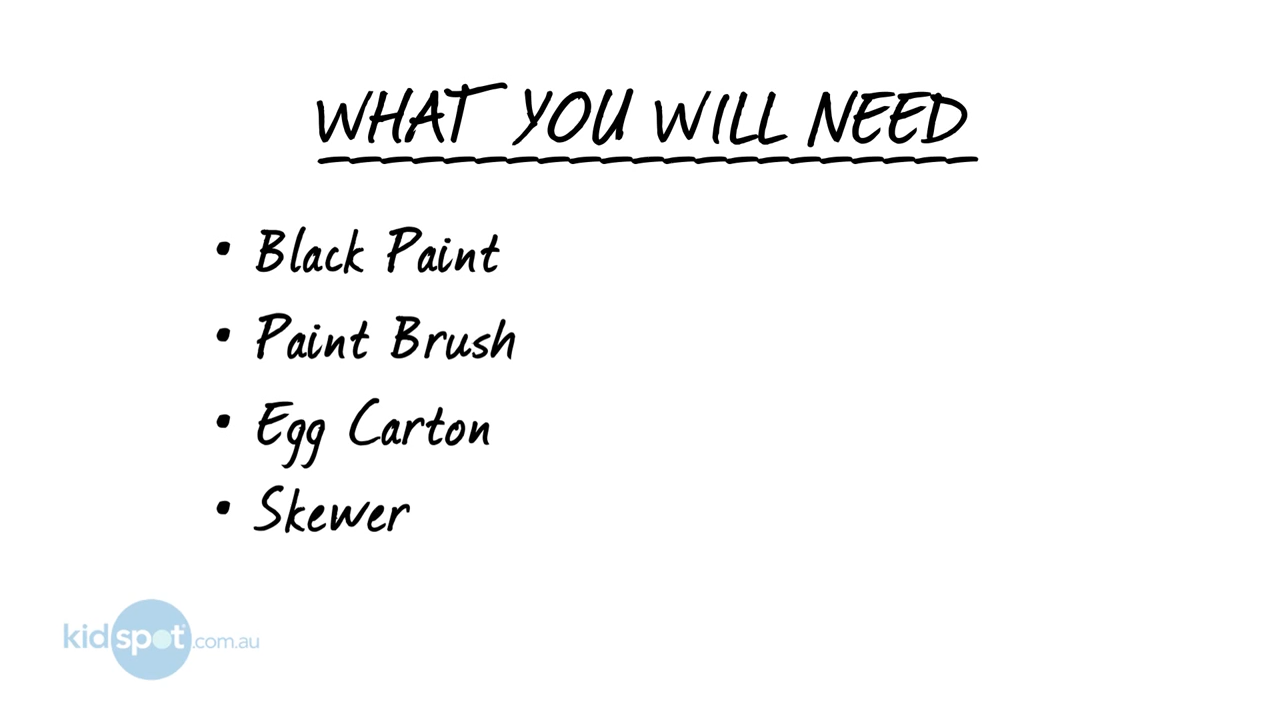 WHAT YOU WILL NEED
• Black Paint
• Paint Brush
• Egg Carton
• Skewer
kidspot.com.au